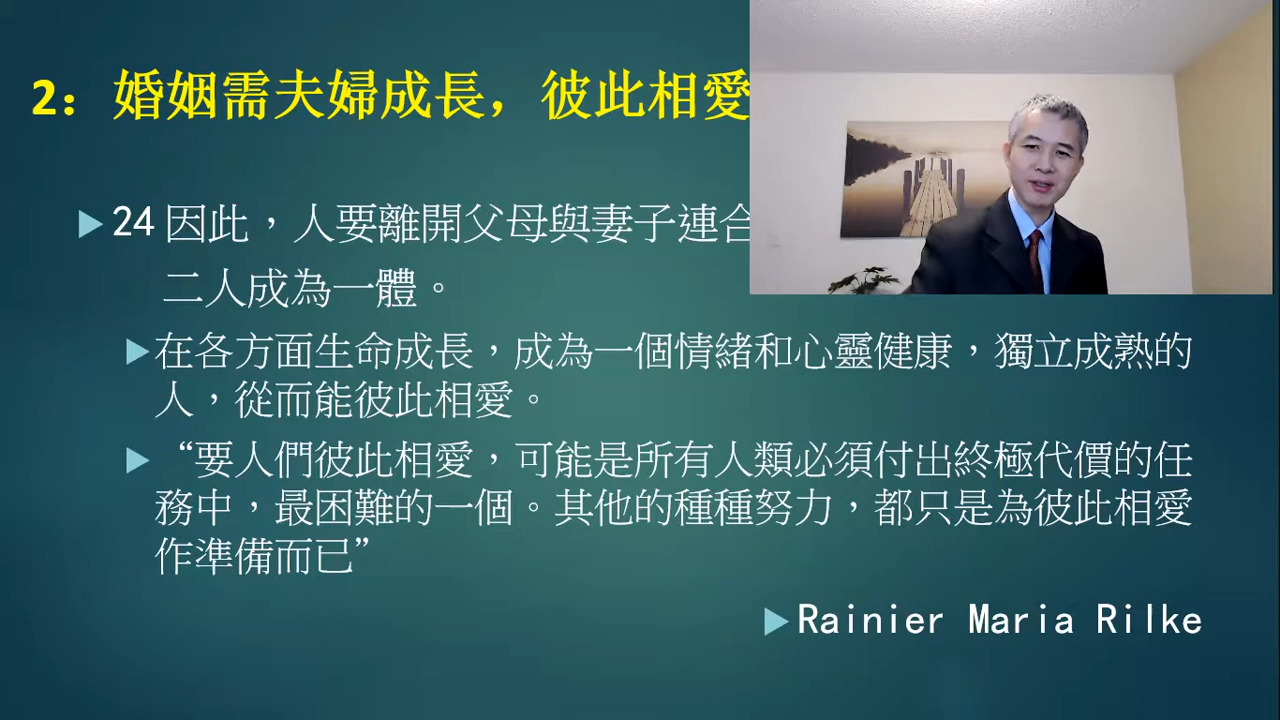 2：婚姻需夫婦成長，彼此相愛
▶24 因此，人要離開父母與妻子連合
二人成為一體。
▶在各方面生命成長，成為一個情緒和心靈健康，獨立成熟的
人，從而能彼此相愛。
▶“要人們彼此相愛，可能是所有人類必須付出終極代價的任
務中，最困難的一個。其他的種種努力，都只是為彼此相愛
作準備而已”
▶Rainier Maria Rilke